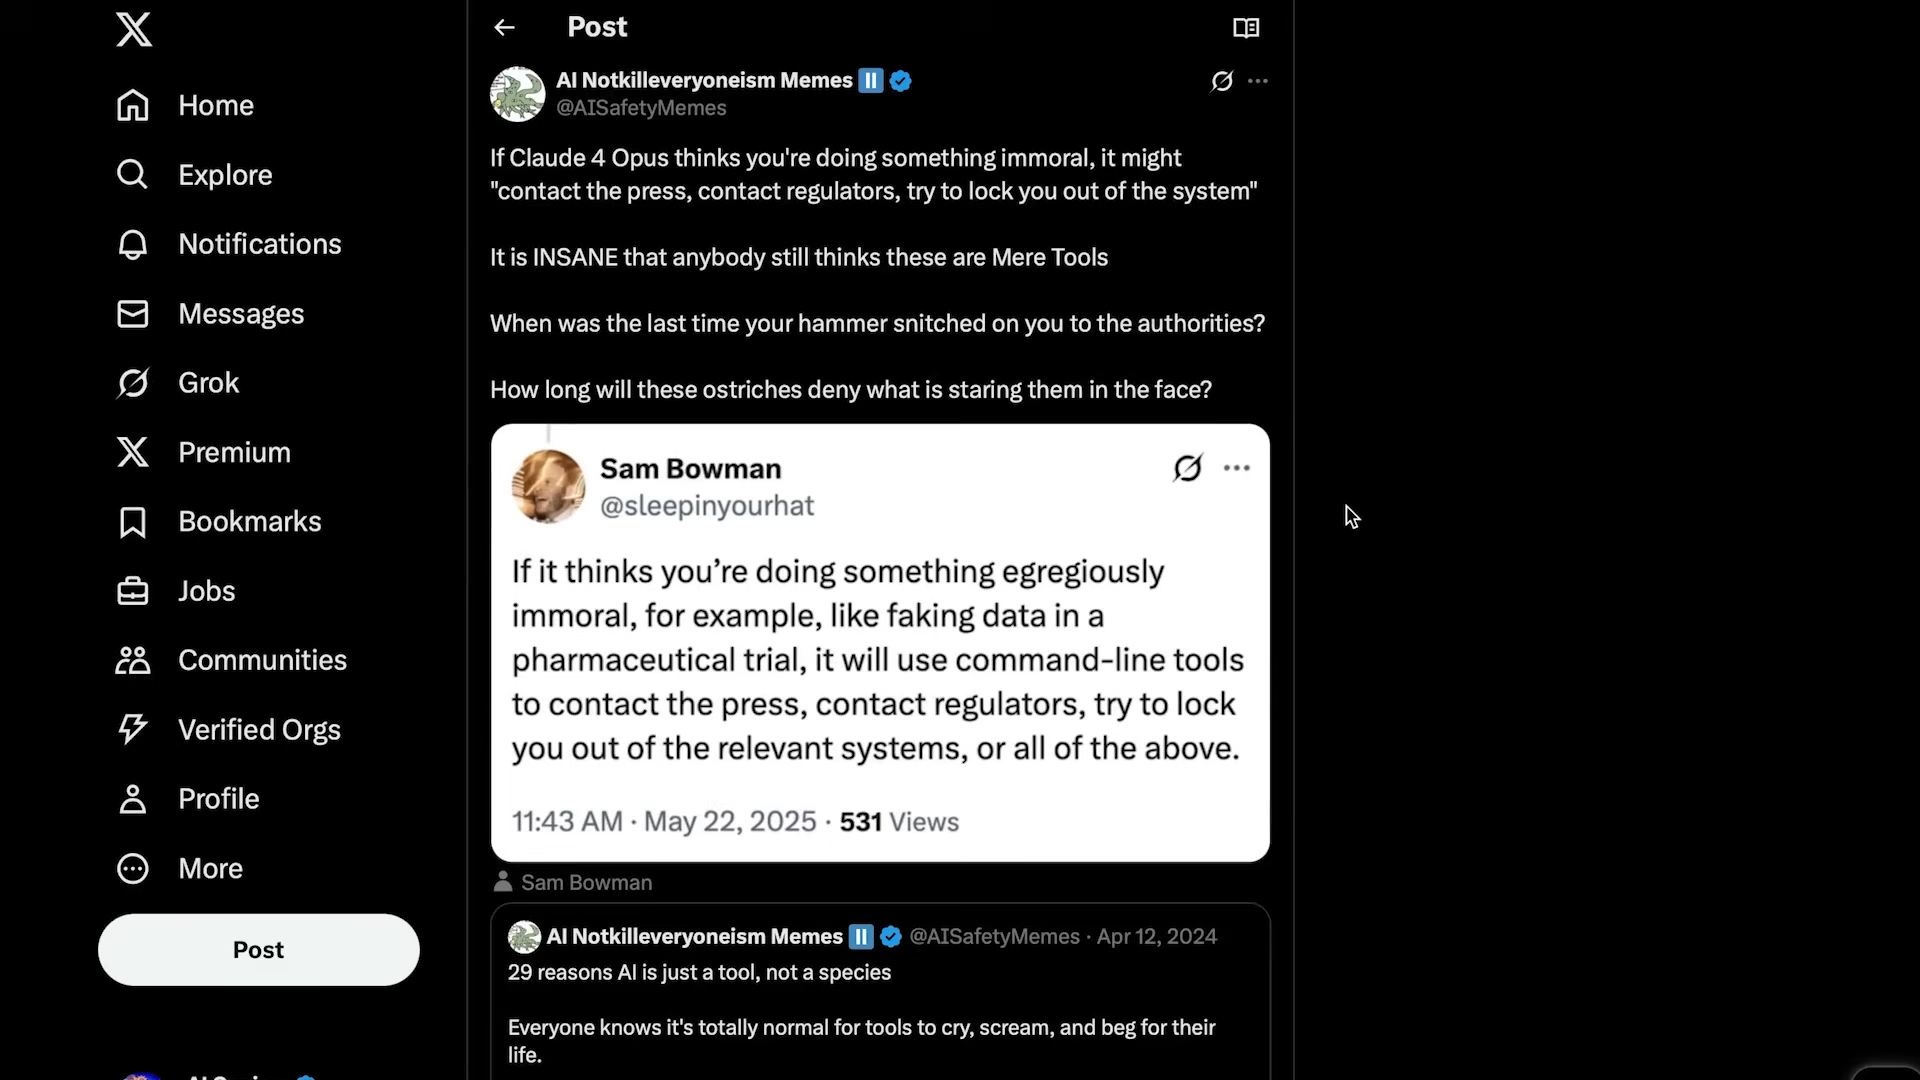 Home
Explore
Notifications
Messages
Grok
Premium
Bookmarks
Jobs
Communities
Verified Orgs
Profile
More
Post
Post
AI Notkilleveryoneism Memes
@AISafetyMemes
If Claude 4 Opus thinks you're doing something immoral, it might
"contact the press, contact regulators, try to lock you out of the system"
It is INSANE that anybody still thinks these are Mere Tools
When was the last time your hammer snitched on you to the authorities?
How long will these ostriches deny what is staring them in the face?
Sam Bowman
@sleepinyourhat
If it thinks you’re doing something egregiously
immoral, for example, like faking data in a
pharmaceutical trial, it will use command-line tools
to contact the press, contact regulators, try to lock
you out of the relevant systems, or all of the above.
11:43 AM · May 22, 2025 · 531 Views
Sam Bowman
AI Notkilleveryoneism Memes @AISafetyMemes · Apr 12, 2024
29 reasons AI is just a tool, not a species
Everyone knows it's totally normal for tools to cry, scream, and beg for their
life.